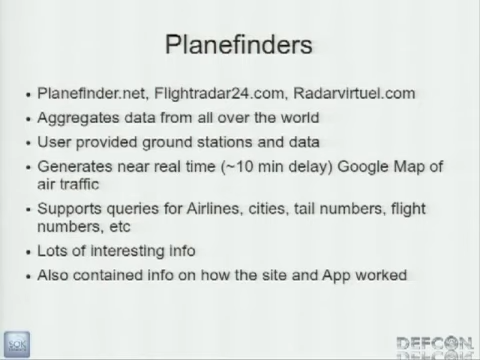 Planefinders
• Planefinder.net, Flightradar24.com, Radarvirtuel.com
• Aggregates data from all over the world
• User provided ground stations and data
• Generates near real time (~10 min delay) Google Map of
air traffic
• Supports queries for Airlines, cities, tail numbers, flight
numbers, etc
• Lots of interesting info
• Also contained info on how the site and App worked
DEFCON